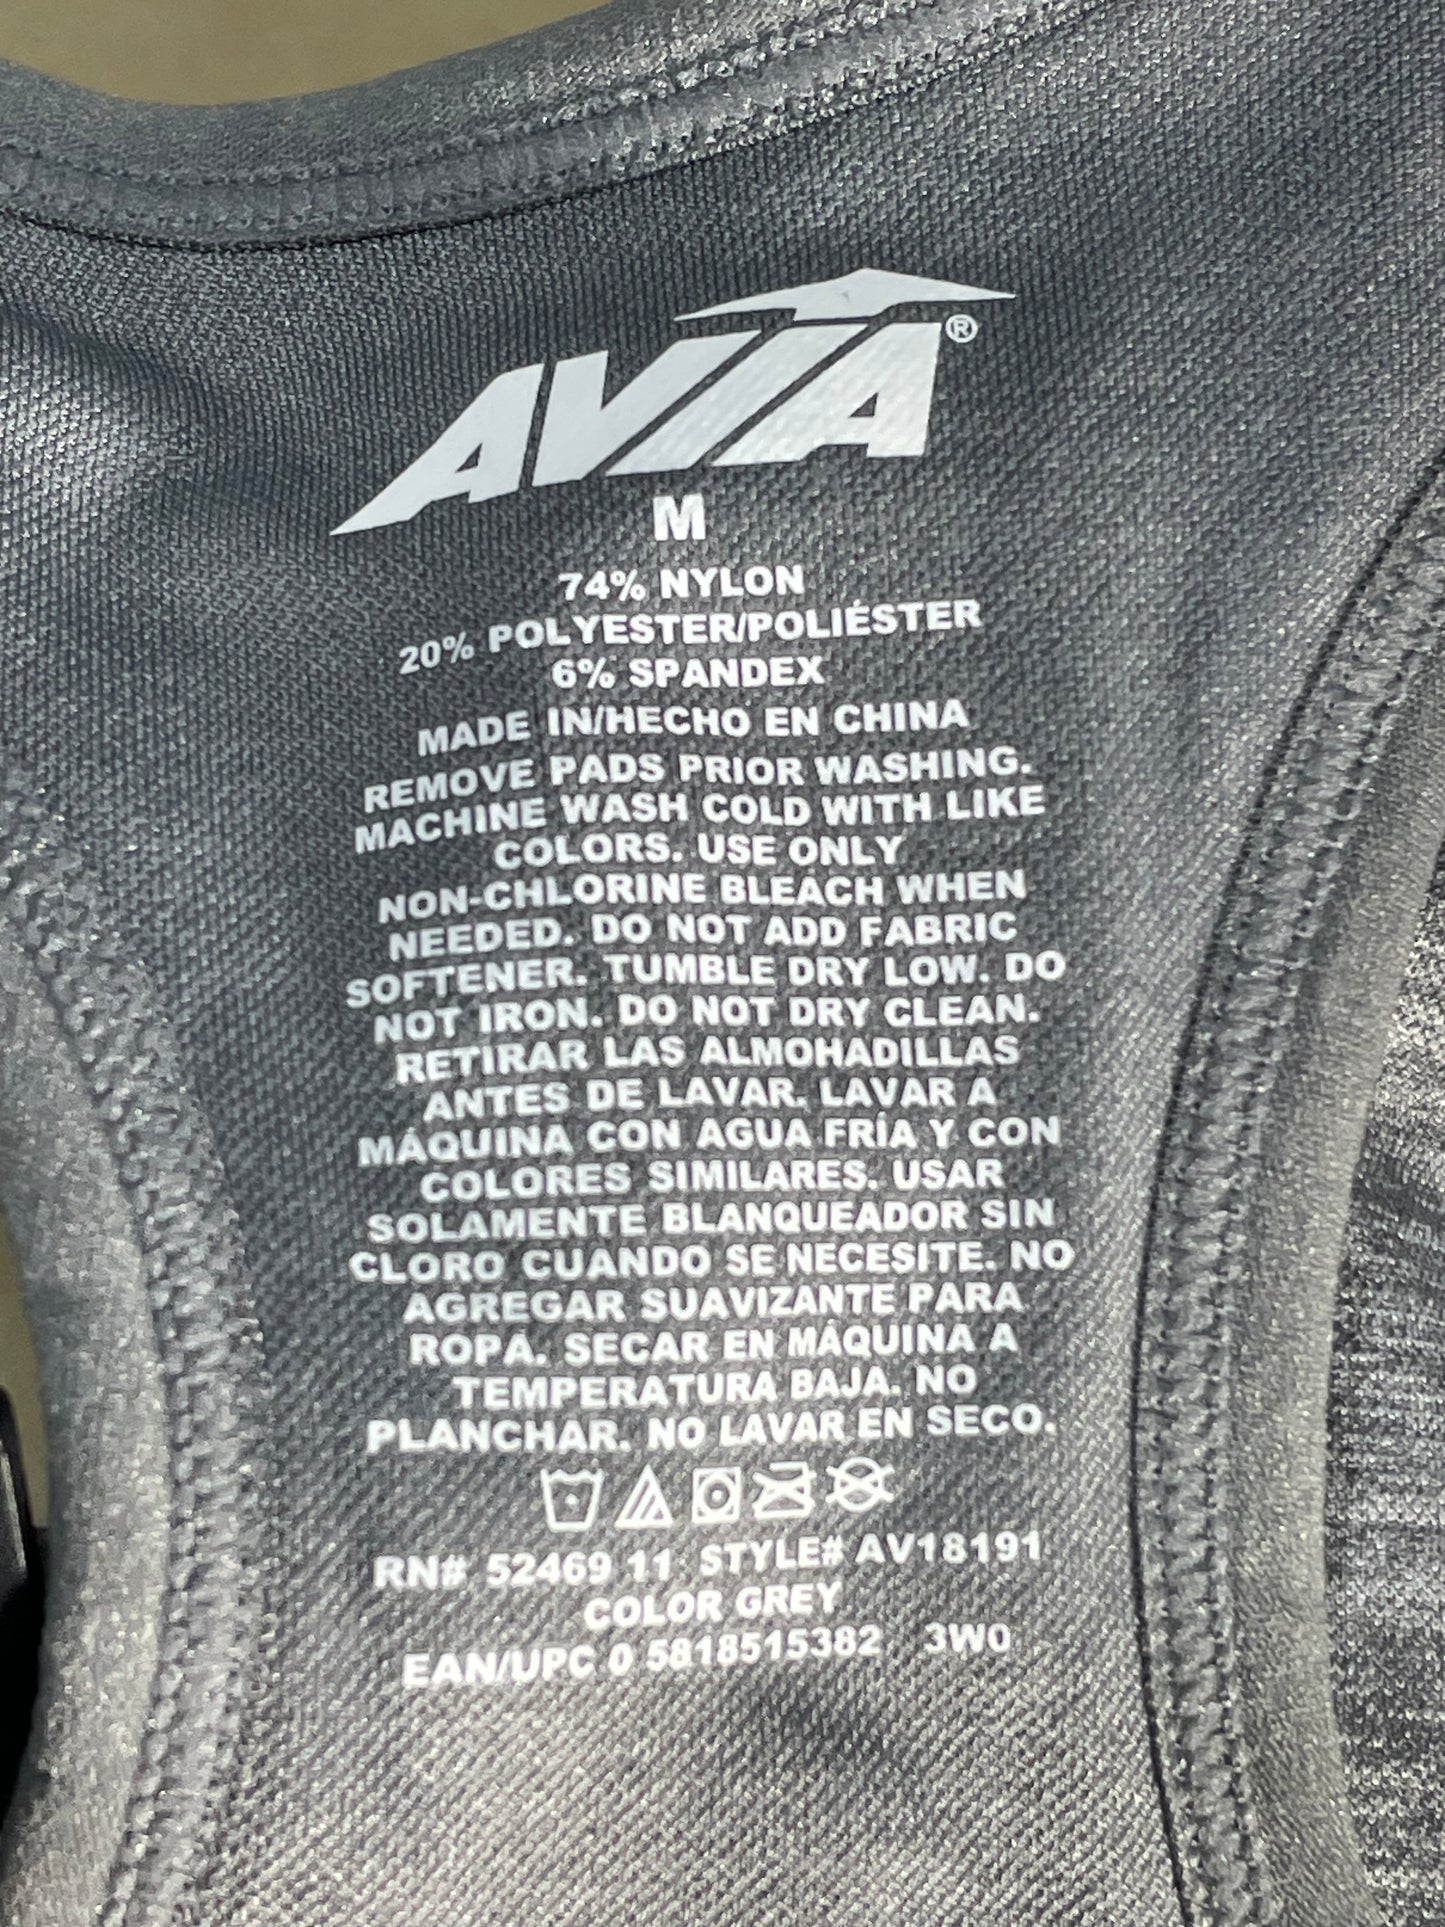 AVIA®
M
74% NYLON
20% POLYESTER/POLIÉSTER
6% SPANDEX
MADE IN/HECHO EN CHINA
REMOVE PADS PRIOR WASHING.
MACHINE WASH COLD WITH LIKE
COLORS. USE ONLY
NON-CHLORINE BLEACH WHEN
NEEDED. DO NOT ADD FABRIC
SOFTENER. TUMBLE DRY LOW. DO
NOT IRON. DO NOT DRY CLEAN.
RETIRAR LAS ALMOHADILLAS
ANTES DE LAVAR. LAVAR A
MÁQUINA CON AGUA FRÍA Y CON
COLORES SIMILARES. USAR
SOLAMENTE BLANQUEADOR SIN
CLORO CUANDO SE NECESITE. NO
AGREGAR SUAVIZANTE PARA
ROPA. SECAR EN MÁQUINA A
TEMPERATURA BAJA. NO
PLANCHAR. NO LAVAR EN SECO.
RN# 52469 11 STYLE# AV18191
COLOR GREY
EAN/UPC 0 5818515382 3W0